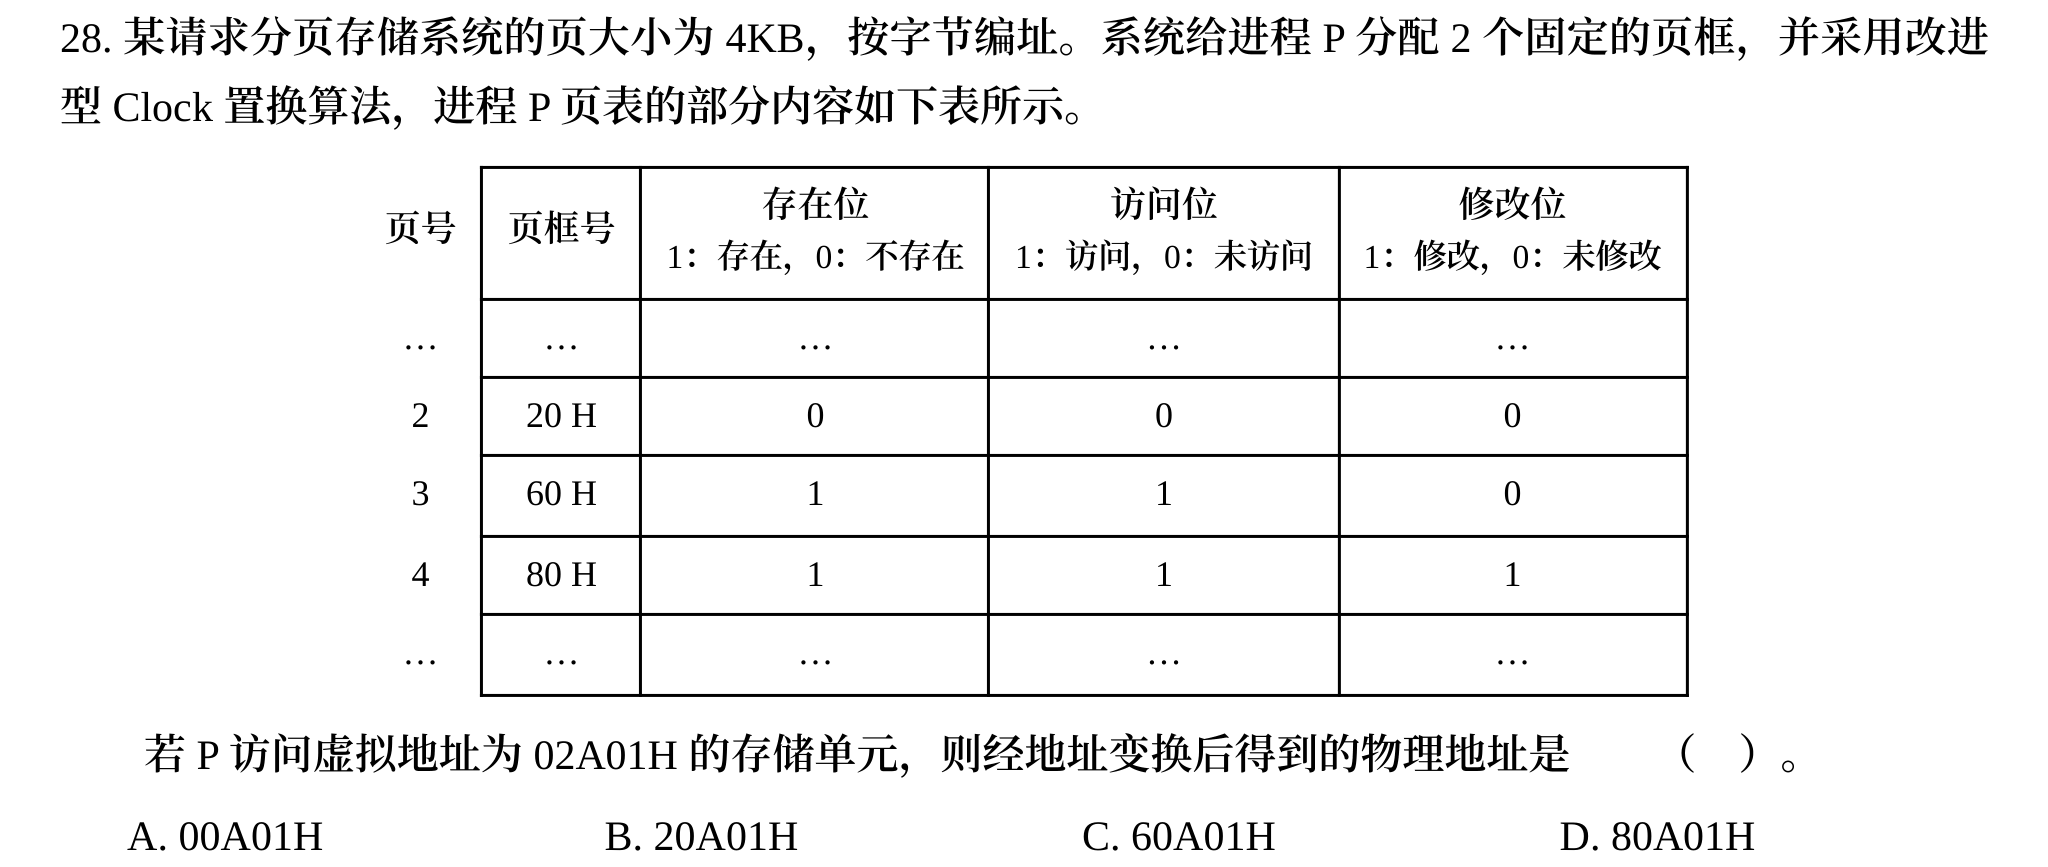 28. 某请求分页存储系统的页大小为 4KB，按字节编址。系统给进程 P 分配 2 个固定的页框，并采用改进
型 Clock 置换算法，进程 P 页表的部分内容如下表所示。
页号 页框号 存在位 访问位 修改位
1：存在，0：不存在 1：访问，0：未访问 1：修改，0：未修改
… … … … …
2 20 H 0 0 0
3 60 H 1 1 0
4 80 H 1 1 1
… … … … …
若 P 访问虚拟地址为 02A01H 的存储单元，则经地址变换后得到的物理地址是 （ ）。
A. 00A01H B. 20A01H C. 60A01H D. 80A01H